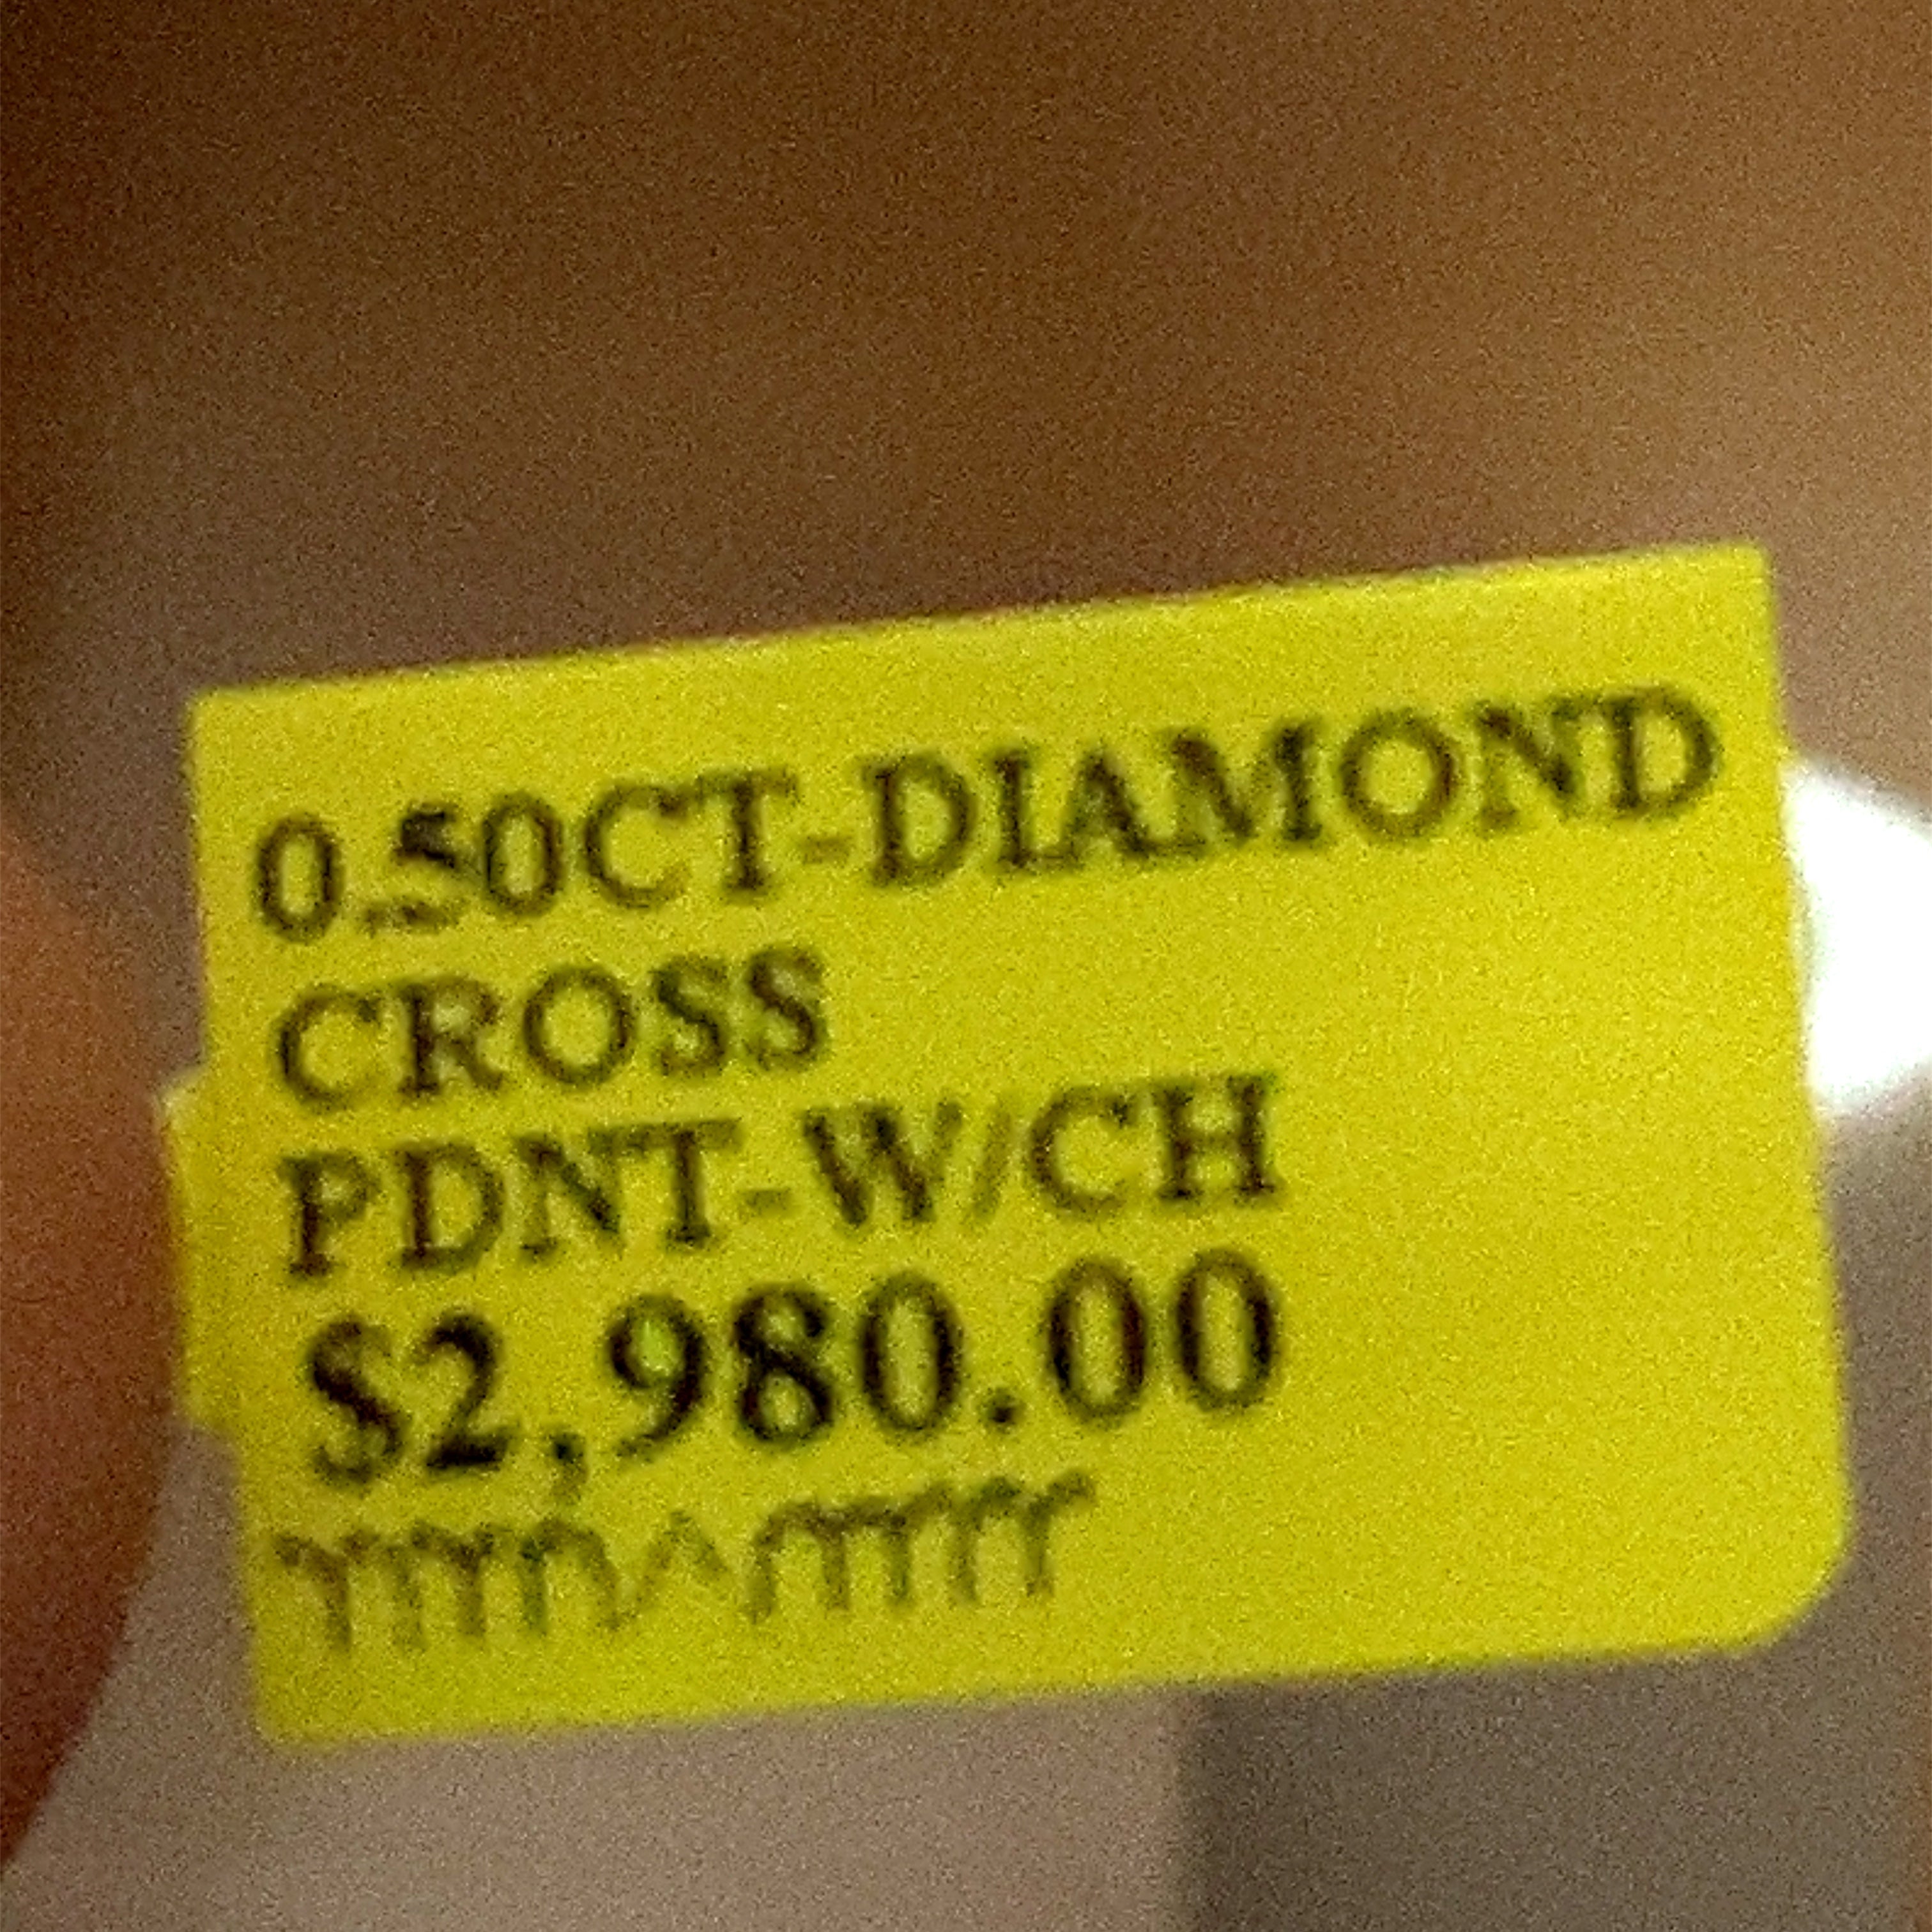 0.50CT-DIAMOND
CROSS
PDNT-W/CH
$2,980.00